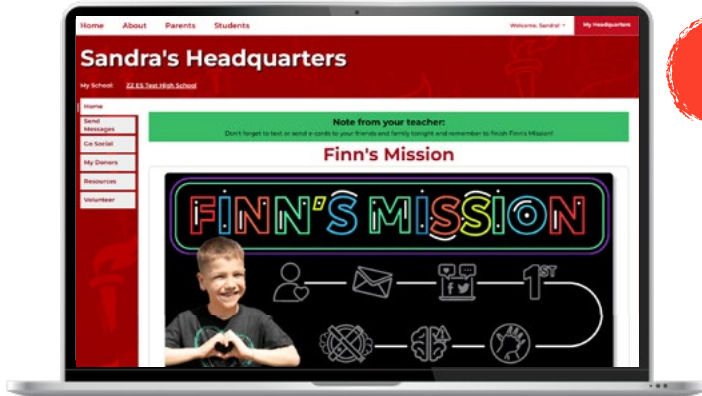 Home About Parents Students Welcome, Sandra! My Headquarters
Sandra's Headquarters
My School: ZZ ES Test High School
Home
Send
Messages
Go Social
My Donors
Resources
Volunteer
Note from your teacher:
Don't forget to text or send e-cards to your friends and family tonight and remember to finish Finn's Mission!
Finn's Mission
FINN'S MISSION
1ST